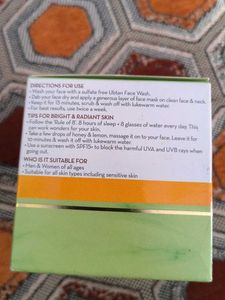 DIRECTIONS FOR USE
• Wash your face with a sulfate free Ubtan Face Wash.
• Dab your face dry and apply a generous layer of face mask on clean face & neck.
• Keep it for 15 minutes, scrub & wash off with lukewarm water.
• For best results, use twice a week.
TIPS FOR BRIGHT & RADIANT SKIN
• Follow the 'Rule of 8'. 8 hours of sleep + 8 glasses of water every day. This
can work wonders for your skin.
• Take a few drops of honey & lemon, massage it on to your face. Leave it for
10 minutes & wash it off with lukewarm water.
• Use a sunscreen with SPF15+ to block the harmful UVA and UVB rays when
going out.
WHO IS IT SUITABLE FOR
• Men & Women of all ages
• Suitable for all skin types including sensitive skin